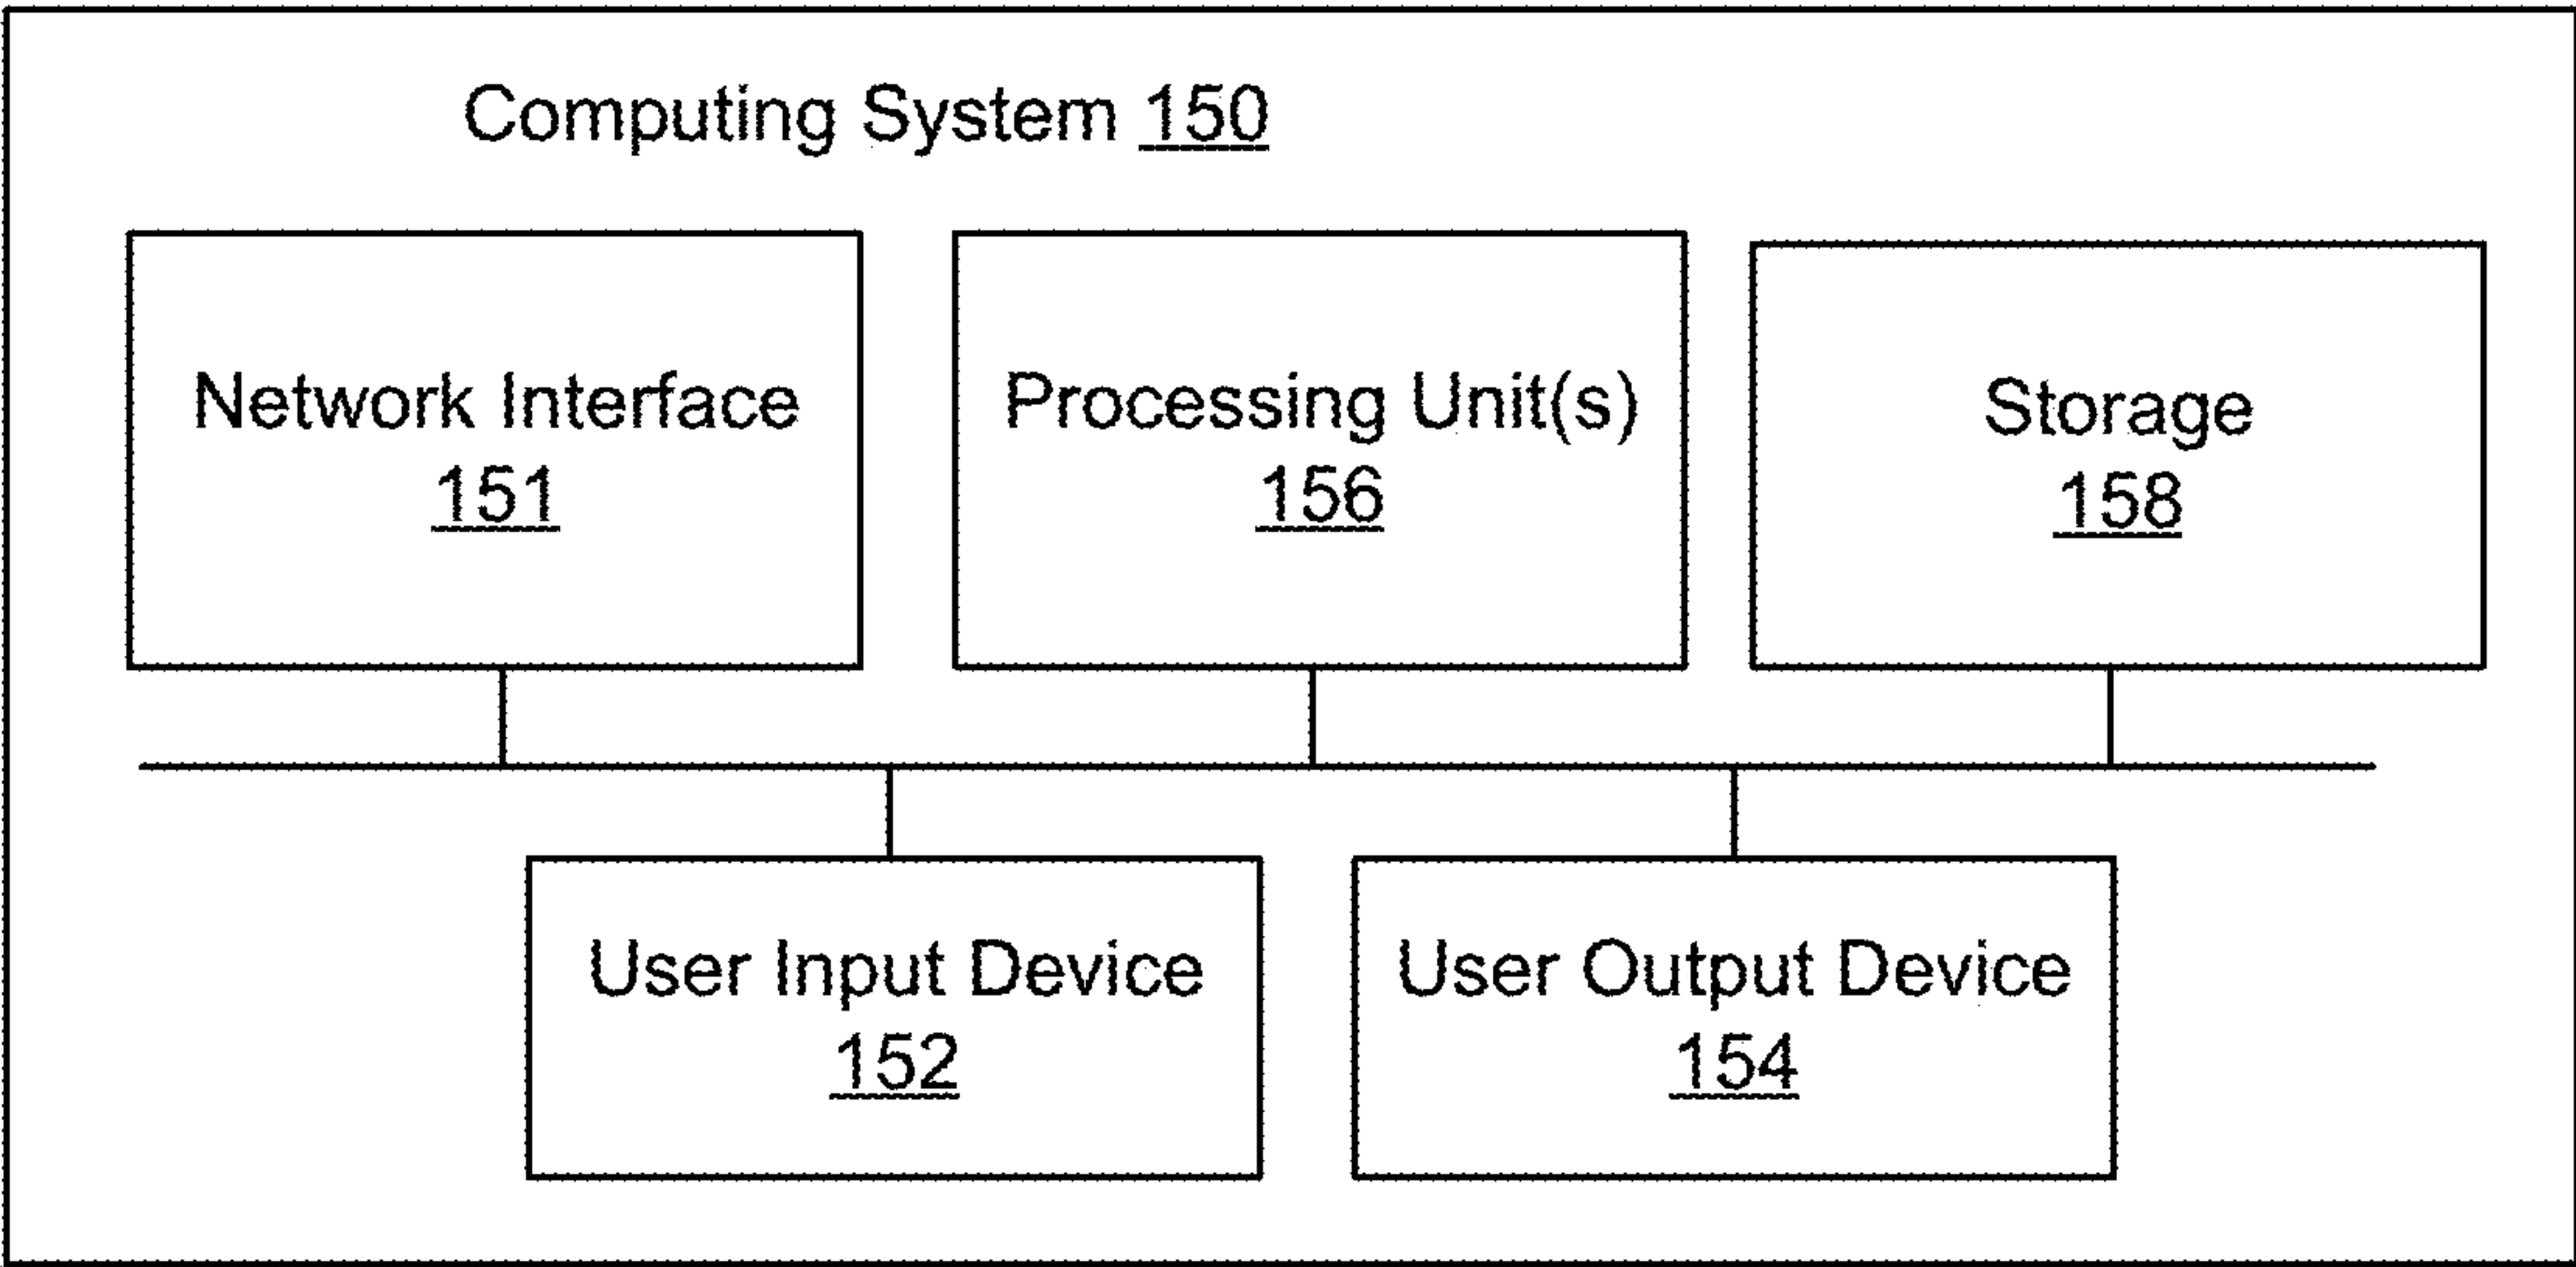 Computing System 150
Network Interface
151
Processing Unit(s)
156
Storage
158
User Input Device
152
User Output Device
154